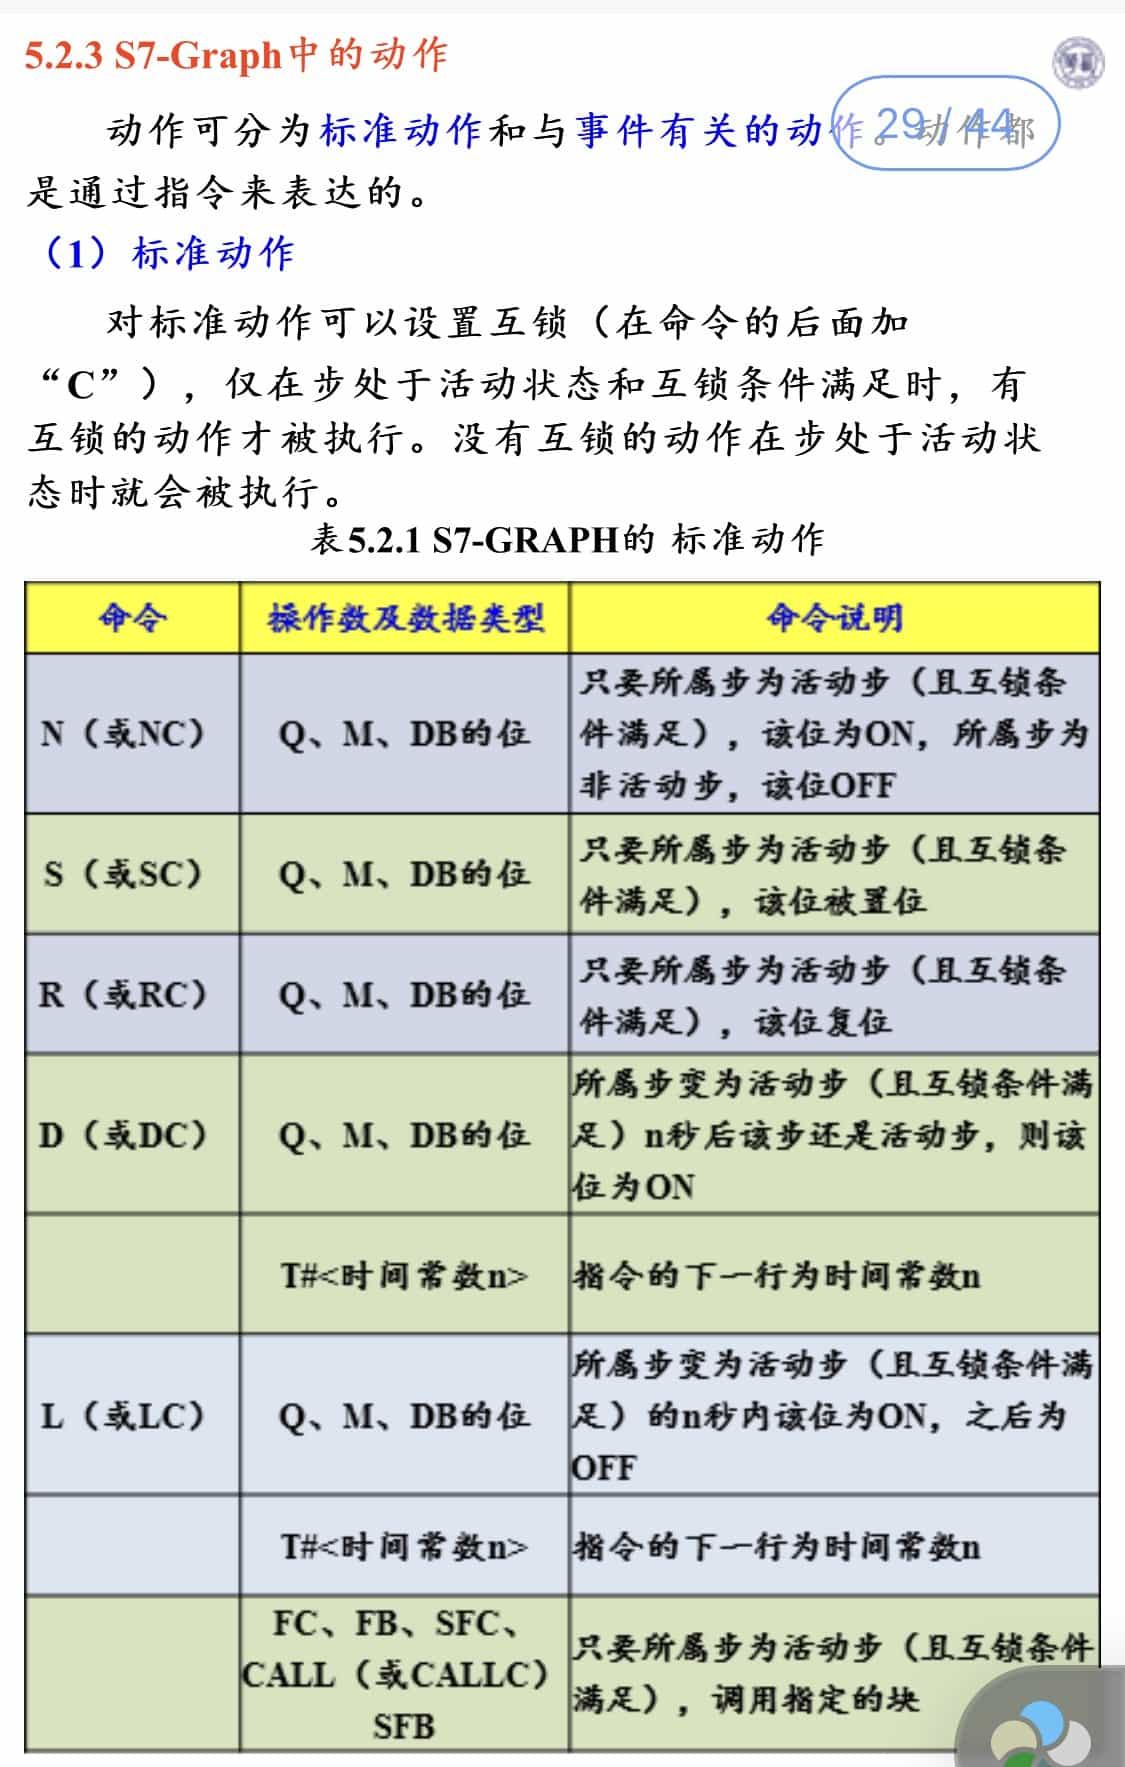 5.2.3 S7-Graph中的动作
动作可分为标准动作和与事件有关的动作。动作都
29 / 44
是通过指令来表达的。
（1）标准动作
对标准动作可以设置互锁（在命令的后面加
“C”），仅在步处于活动状态和互锁条件满足时，有
互锁的动作才被执行。没有互锁的动作在步处于活动状
态时就会被执行。
表5.2.1 S7-GRAPH的 标准动作
命令 操作数及数据类型 命令说明
N（或NC） Q、M、DB的位 只要所属步为活动步（且互锁条
件满足），该位为ON，所属步为
非活动步，该位OFF
S（或SC） Q、M、DB的位 只要所属步为活动步（且互锁条
件满足），该位被置位
R（或RC） Q、M、DB的位 只要所属步为活动步（且互锁条
件满足），该位复位
D（或DC） Q、M、DB的位 所属步变为活动步（且互锁条件满
足）n秒后该步还是活动步，则该
位为ON
T#<时间常数n> 指令的下一行为时间常数n
L（或LC） Q、M、DB的位 所属步变为活动步（且互锁条件满
足）的n秒内该位为ON，之后为
OFF
T#<时间常数n> 指令的下一行为时间常数n
FC、FB、SFC、
CALL（或CALLC）
SFB
只要所属步为活动步（且互锁条件
满足），调用指定的块